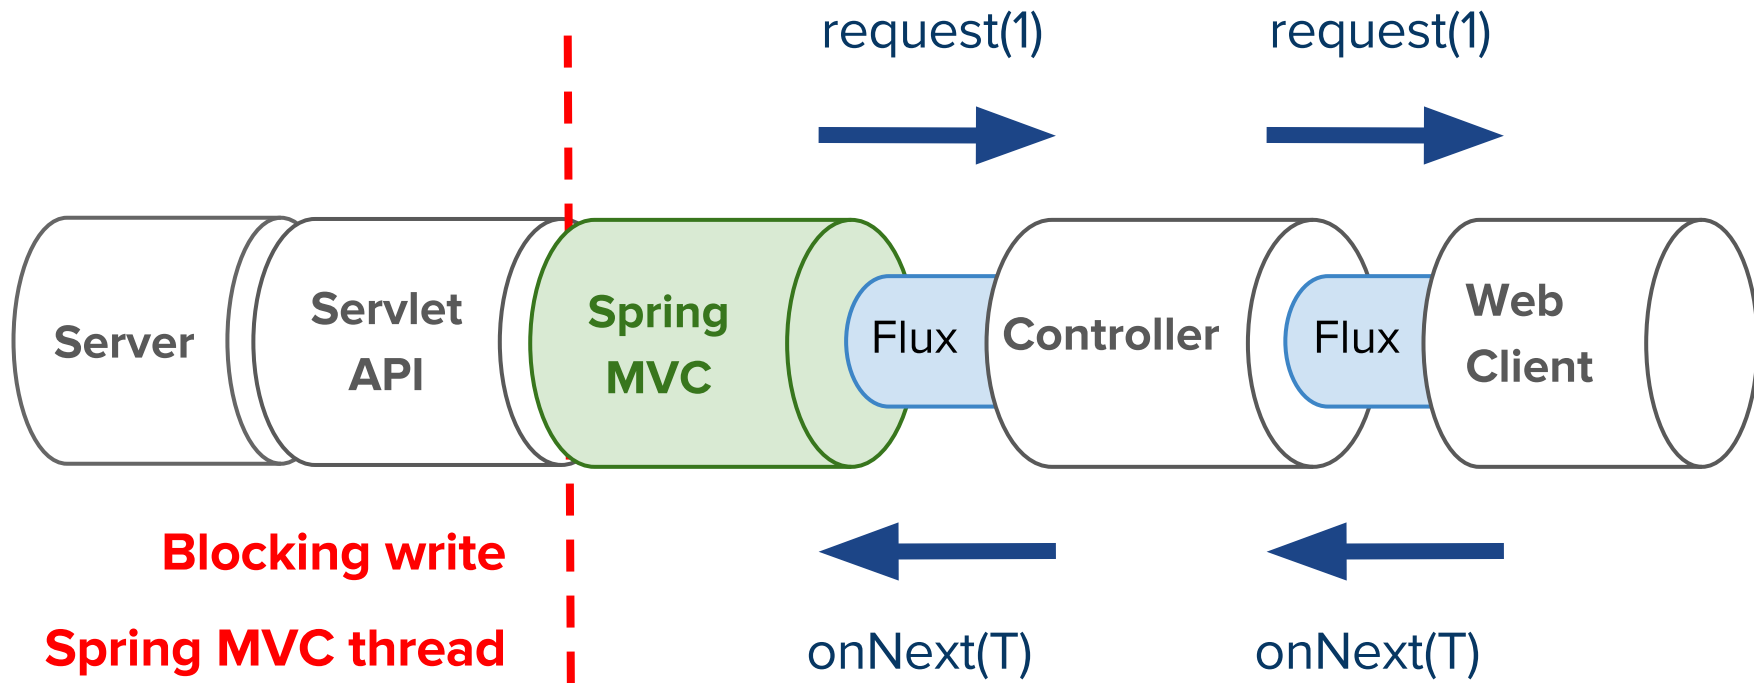 request(1)
request(1)
Server
Servlet
API
Spring
MVC
Flux
Controller
Flux
Web
Client
Blocking write
Spring MVC thread
onNext(T)
onNext(T)